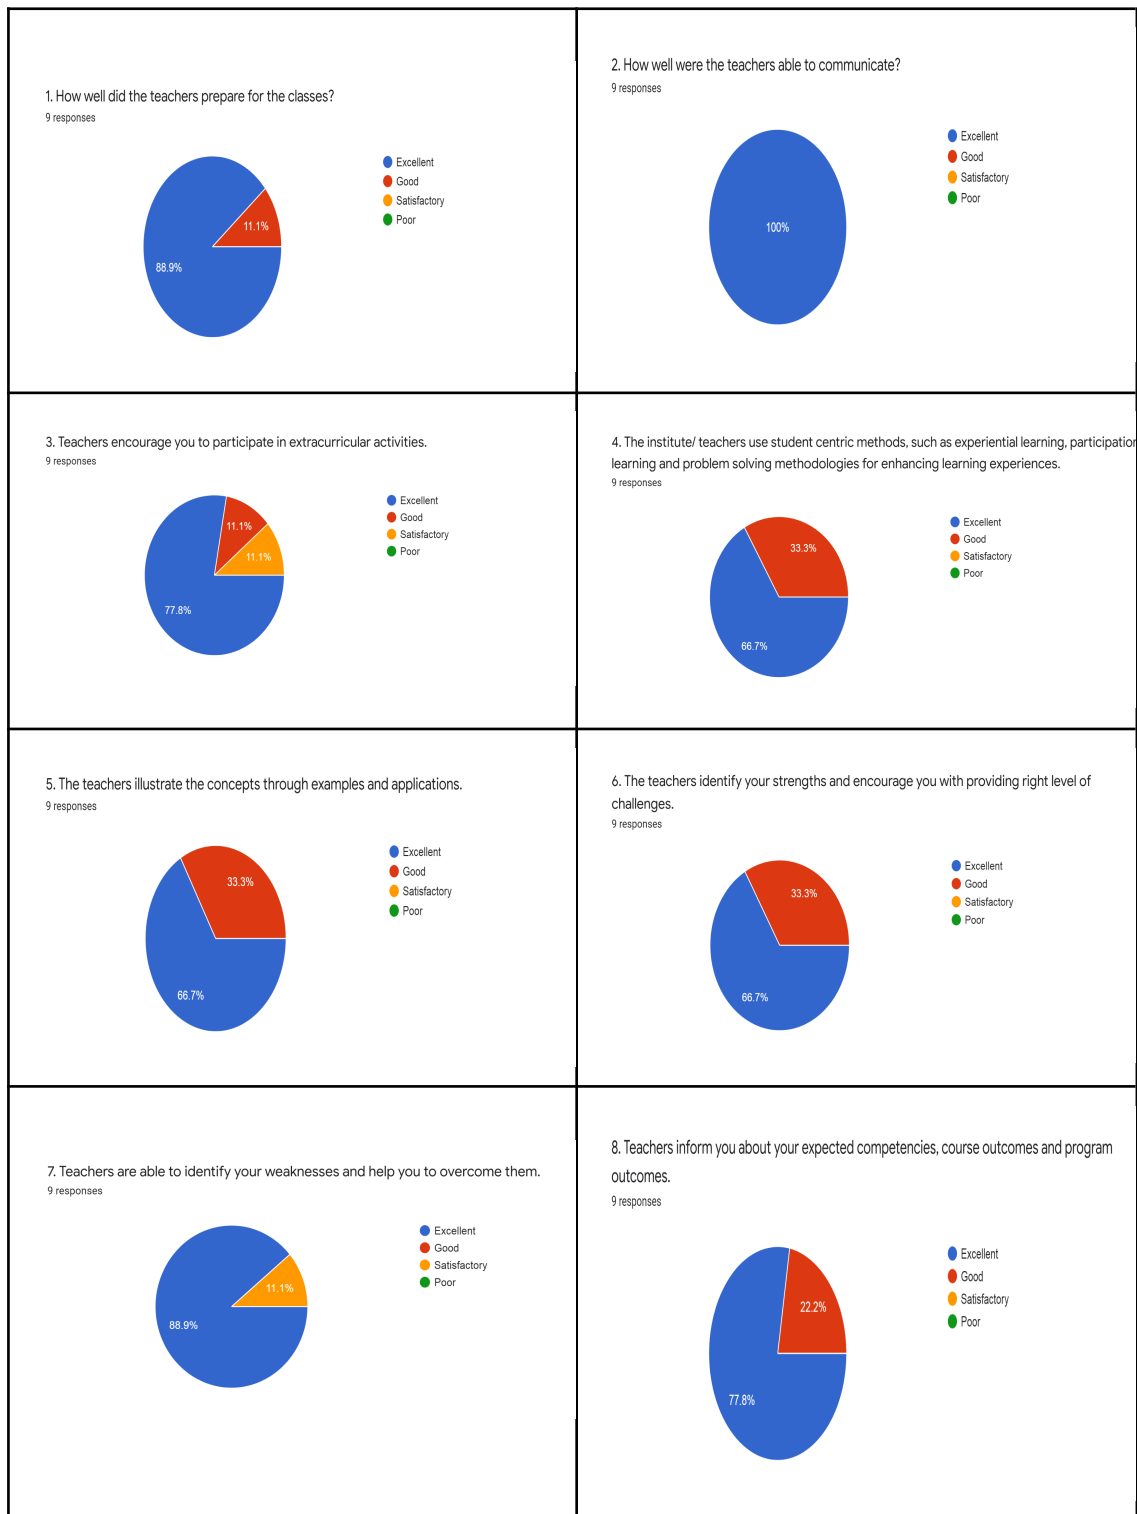 1. How well did the teachers prepare for the classes?
9 responses
Excellent
Good
Satisfactory
Poor
11.1%
88.9%
2. How well were the teachers able to communicate?
9 responses
Excellent
Good
Satisfactory
Poor
100%
3. Teachers encourage you to participate in extracurricular activities.
9 responses
Excellent
Good
Satisfactory
Poor
11.1%
11.1%
77.8%
4. The institute/ teachers use student centric methods, such as experiential learning, participation
learning and problem solving methodologies for enhancing learning experiences.
9 responses
Excellent
Good
Satisfactory
Poor
33.3%
66.7%
5. The teachers illustrate the concepts through examples and applications.
9 responses
Excellent
Good
Satisfactory
Poor
33.3%
66.7%
6. The teachers identify your strengths and encourage you with providing right level of
challenges.
9 responses
Excellent
Good
Satisfactory
Poor
33.3%
66.7%
7. Teachers are able to identify your weaknesses and help you to overcome them.
9 responses
Excellent
Good
Satisfactory
Poor
11.1%
88.9%
8. Teachers inform you about your expected competencies, course outcomes and program
outcomes.
9 responses
Excellent
Good
Satisfactory
Poor
22.2%
77.8%